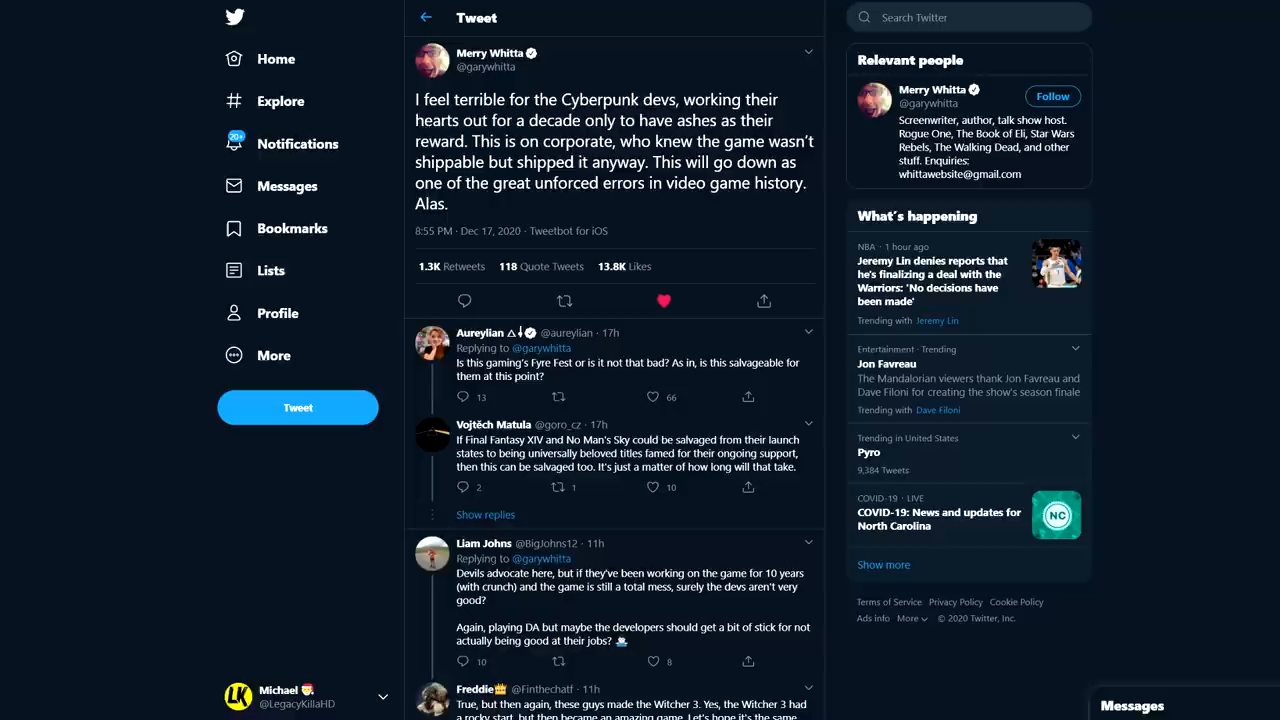 Home
Explore
20+
Notifications
Messages
Bookmarks
Lists
Profile
More
Tweet
Michael
@LegacyKillaHD
Tweet
Merry Whitta
@garywhitta
I feel terrible for the Cyberpunk devs, working their
hearts out for a decade only to have ashes as their
reward. This is on corporate, who knew the game wasn't
shippable but shipped it anyway. This will go down as
one of the great unforced errors in video game history.
Alas.
8:55 PM · Dec 17, 2020 · Tweetbot for iOS
1.3K Retweets 118 Quote Tweets 13.8K Likes
Aureylian @aureylian · 17h
Replying to @garywhitta
Is this gaming's Fyre Fest or is it not that bad? As in, is this salvageable for
them at this point?
13 66
Vojtěch Matula @goro_cz · 17h
If Final Fantasy XIV and No Man's Sky could be salvaged from their launch
states to being universally beloved titles famed for their ongoing support,
then this can be salvaged too. It's just a matter of how long will that take.
2 1 10
Show replies
Liam Johns @BigJohns12 · 11h
Replying to @garywhitta
Devils advocate here, but if they've been working on the game for 10 years
(with crunch) and the game is still a total mess, surely the devs aren't very
good?
Again, playing DA but maybe the developers should get a bit of stick for not
actually being good at their jobs?
10 8
Freddie @Finthechatf · 11h
True, but then again, these guys made the Witcher 3. Yes, the Witcher 3 had
a rocky start, but then became an amazing game. Let's hope it's the same
Search Twitter
Relevant people
Merry Whitta
@garywhitta
Follow
Screenwriter, author, talk show host.
Rogue One, The Book of Eli, Star Wars
Rebels, The Walking Dead, and other
stuff. Enquiries:
whittawebsite@gmail.com
What's happening
NBA · 1 hour ago
Jeremy Lin denies reports that
he's finalizing a deal with the
Warriors: 'No decisions have
been made'
Trending with Jeremy Lin
Entertainment · Trending
Jon Favreau
The Mandalorian viewers thank Jon Favreau and
Dave Filoni for creating the show's season finale
Trending with Dave Filoni
Trending in United States
Pyro
9,384 Tweets
COVID-19 · LIVE
COVID-19: News and updates for
North Carolina
NC
Show more
Terms of Service Privacy Policy Cookie Policy
Ads info More © 2020 Twitter, Inc.
Messages
LK